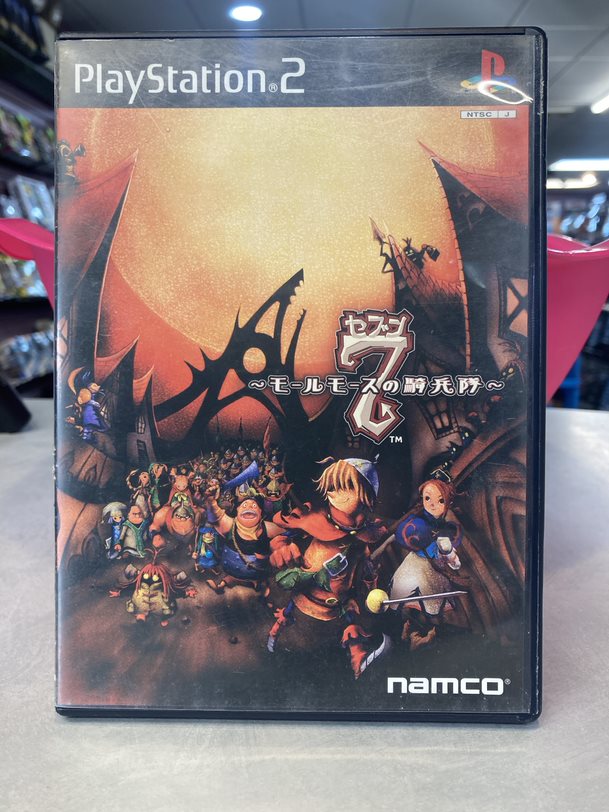 PlayStation®2
NTSC J
セブン
7
～モールモースの騎兵隊～
TM
namco®